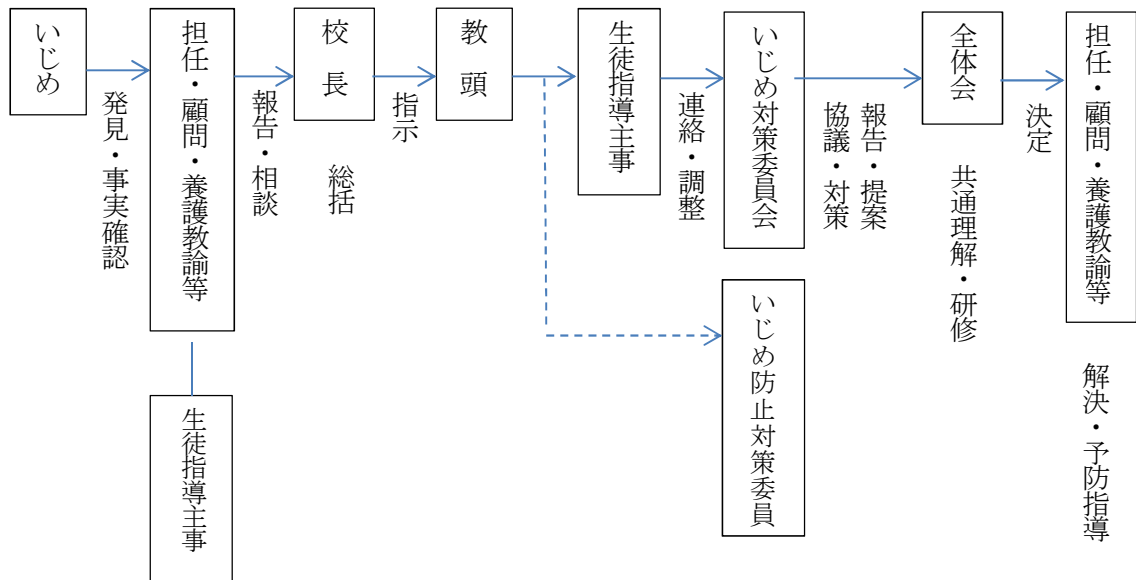 いじめ
発見・事実確認
担任・顧問・養護教諭等
生徒指導主事
報告・相談
校長
総括
指示
教頭
生徒指導主事
連絡・調整
いじめ対策委員会
いじめ防止対策委員
報告・提案
協議・対策
全体会
共通理解・研修
決定
担任・顧問・養護教諭等
解決・予防指導